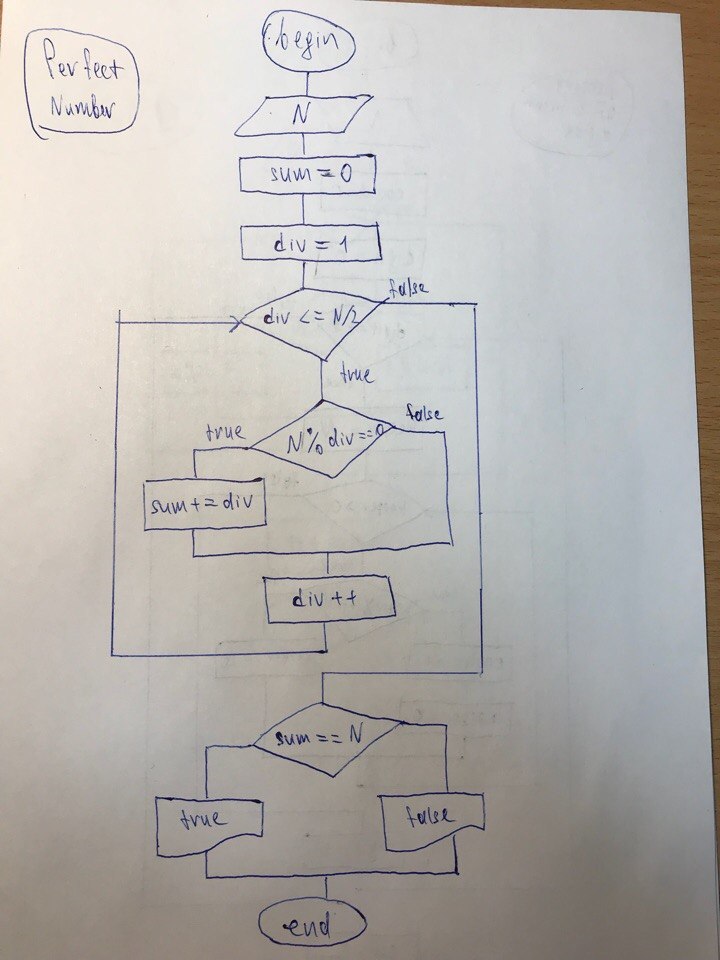 Perfect
Number
begin
N
sum = 0
div = 1
div <= N/2
false
true
N % div == 0
true
false
sum += div
div ++
sum == N
true
false
end